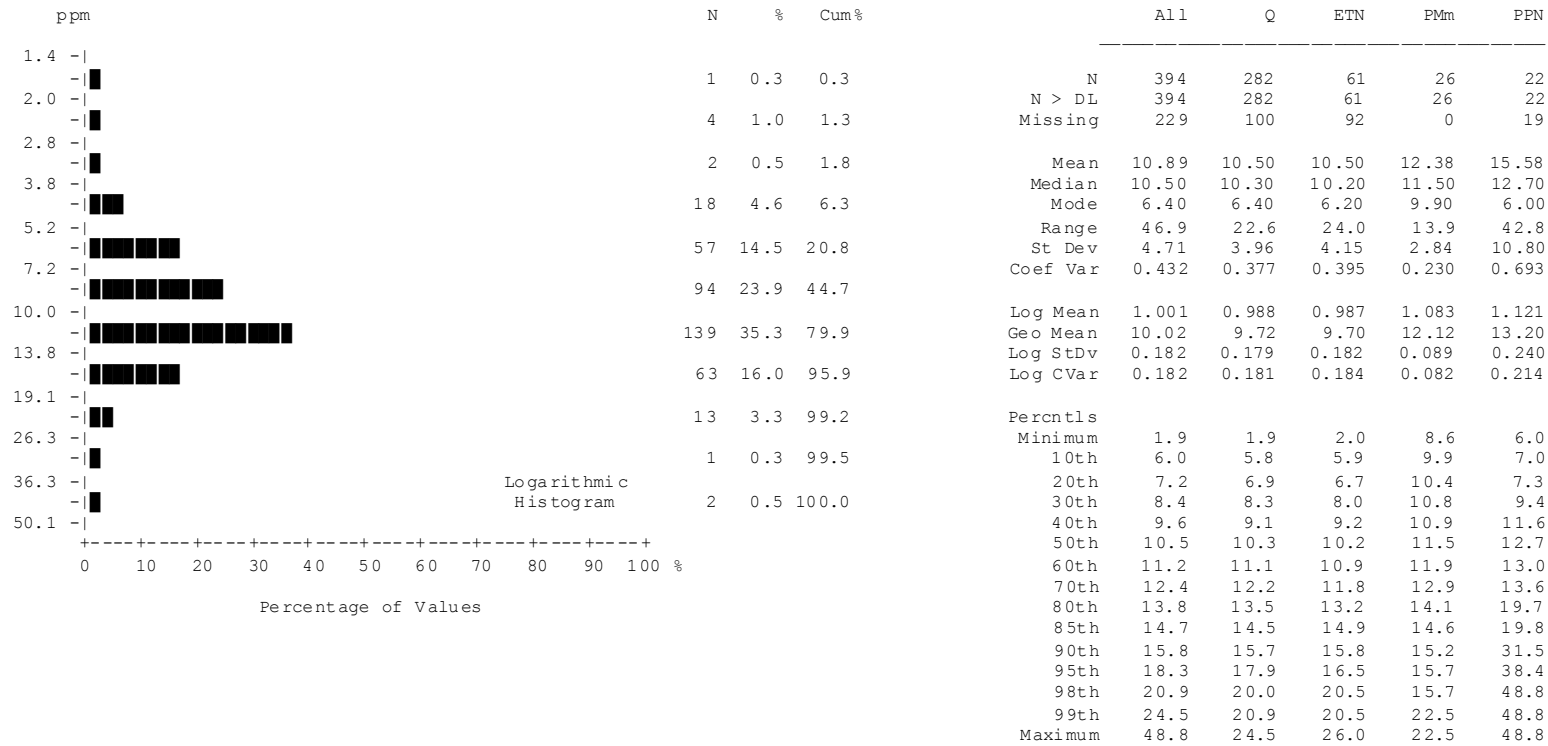 ppm N % Cum% All Q ETN PMm PPN
1.4 -|
-| 1 0.3 0.3 N 394 282 61 26 22
2.0 -| N > DL 394 282 61 26 22
-| 4 1.0 1.3 Missing 229 100 92 0 19
2.8 -|
-| 2 0.5 1.8 Mean 10.89 10.50 10.50 12.38 15.58
3.8 -| Median 10.50 10.30 10.20 11.50 12.70
-| 18 4.6 6.3 Mode 6.40 6.40 6.20 9.90 6.00
5.2 -| Range 46.9 22.6 24.0 13.9 42.8
-| 57 14.5 20.8 St Dev 4.71 3.96 4.15 2.84 10.80
7.2 -| Coef Var 0.432 0.377 0.395 0.230 0.693
-| 94 23.9 44.7
10.0 -| Log Mean 1.001 0.988 0.987 1.083 1.121
-| 139 35.3 79.9 Geo Mean 10.02 9.72 9.70 12.12 13.20
13.8 -| Log StDv 0.182 0.179 0.182 0.089 0.240
-| 63 16.0 95.9 Log CVar 0.182 0.181 0.184 0.082 0.214
19.1 -|
-| 13 3.3 99.2 Percntls
26.3 -| Minimum 1.9 1.9 2.0 8.6 6.0
-| 1 0.3 99.5 10th 6.0 5.8 5.9 9.9 7.0
36.3 -| Logarithmic 20th 7.2 6.9 6.7 10.4 7.3
-| Histogram 2 0.5 100.0 30th 8.4 8.3 8.0 10.8 9.4
50.1 -| 40th 9.6 9.1 9.2 10.9 11.6
+----+----+----+----+----+----+----+----+----+----+ 50th 10.5 10.3 10.2 11.5 12.7
0 10 20 30 40 50 60 70 80 90 100 % 60th 11.2 11.1 10.9 11.9 13.0
70th 12.4 12.2 11.8 12.9 13.6
Percentage of Values 80th 13.8 13.5 13.2 14.1 19.7
85th 14.7 14.5 14.9 14.6 19.8
90th 15.8 15.7 15.8 15.2 31.5
95th 18.3 17.9 16.5 15.7 38.4
98th 20.9 20.0 20.5 15.7 48.8
99th 24.5 20.9 20.5 22.5 48.8
Maximum 48.8 24.5 26.0 22.5 48.8